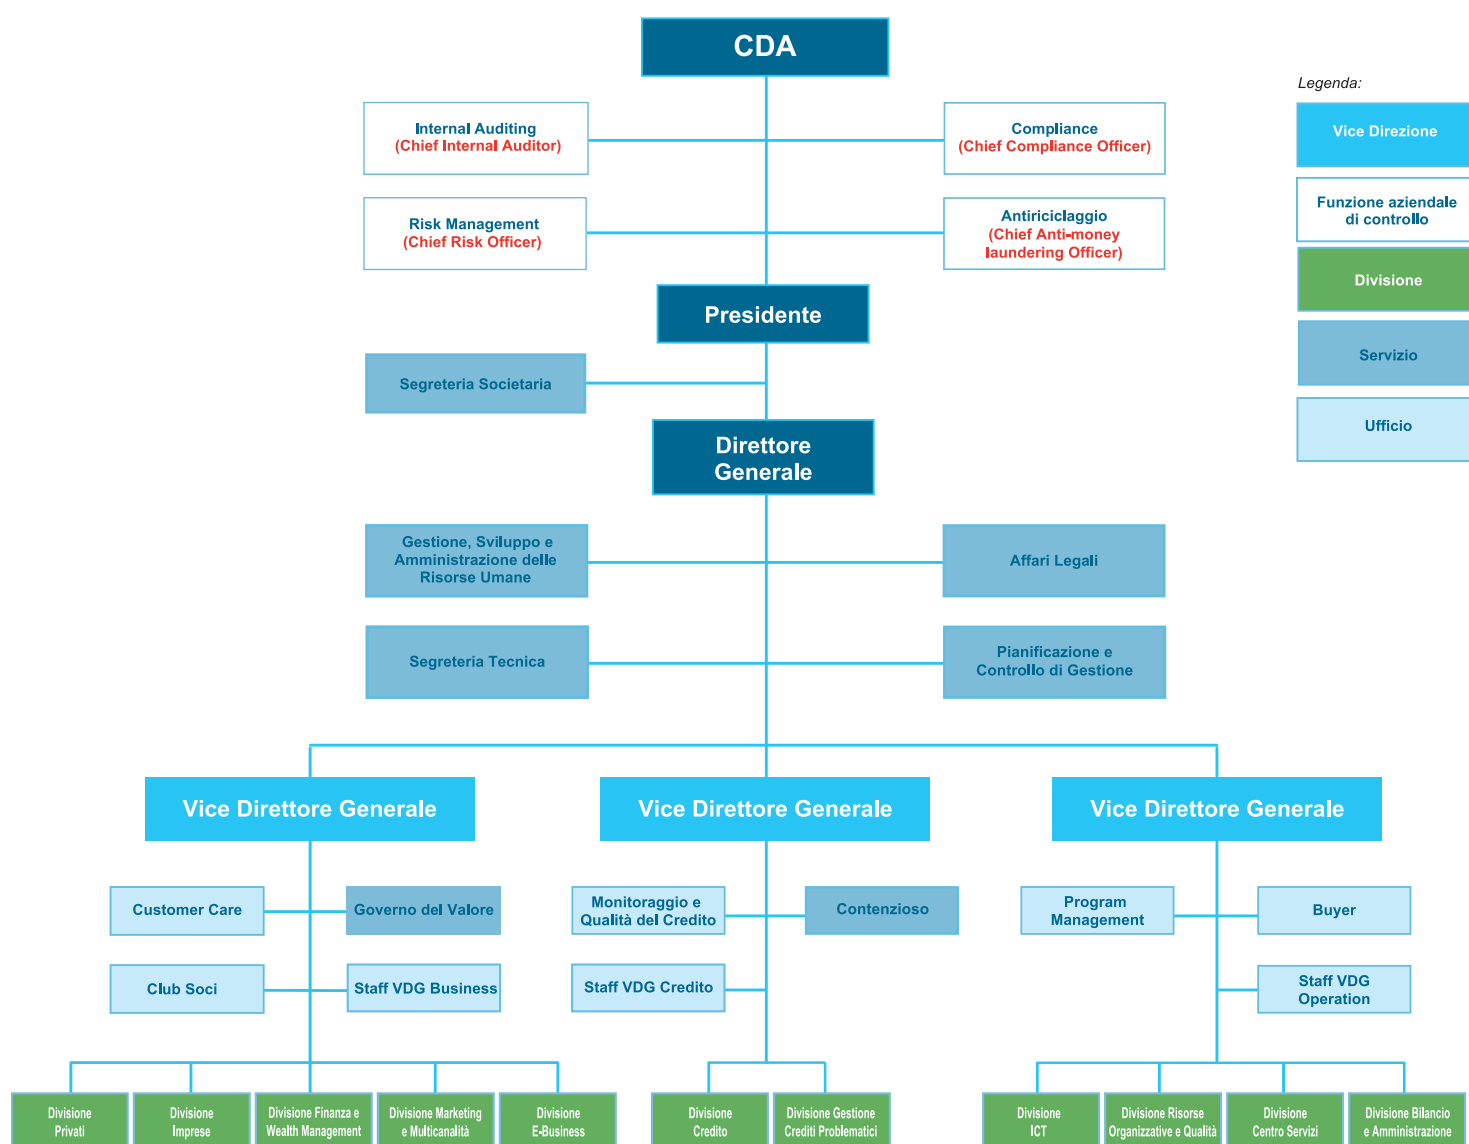 CDA
Legenda:
Internal Auditing
(Chief Internal Auditor)
Compliance
(Chief Compliance Officer)
Vice Direzione
Risk Management
(Chief Risk Officer)
Antiriciclaggio
(Chief Anti-money
laundering Officer)
Funzione aziendale
di controllo
Divisione
Presidente
Servizio
Segreteria Societaria
Ufficio
Direttore
Generale
Gestione, Sviluppo e
Amministrazione delle
Risorse Umane
Affari Legali
Segreteria Tecnica
Pianificazione e
Controllo di Gestione
Vice Direttore Generale
Vice Direttore Generale
Vice Direttore Generale
Customer Care
Governo del Valore
Monitoraggio e
Qualità del Credito
Contenzioso
Program
Management
Buyer
Club Soci
Staff VDG Business
Staff VDG Credito
Staff VDG
Operation
Divisione
Privati
Divisione
Imprese
Divisione Finanza e
Wealth Management
Divisione Marketing
e Multicanalità
Divisione
E-Business
Divisione
Credito
Divisione Gestione
Crediti Problematici
Divisione
ICT
Divisione Risorse
Organizzative e Qualità
Divisione
Centro Servizi
Divisione Bilancio
e Amministrazione